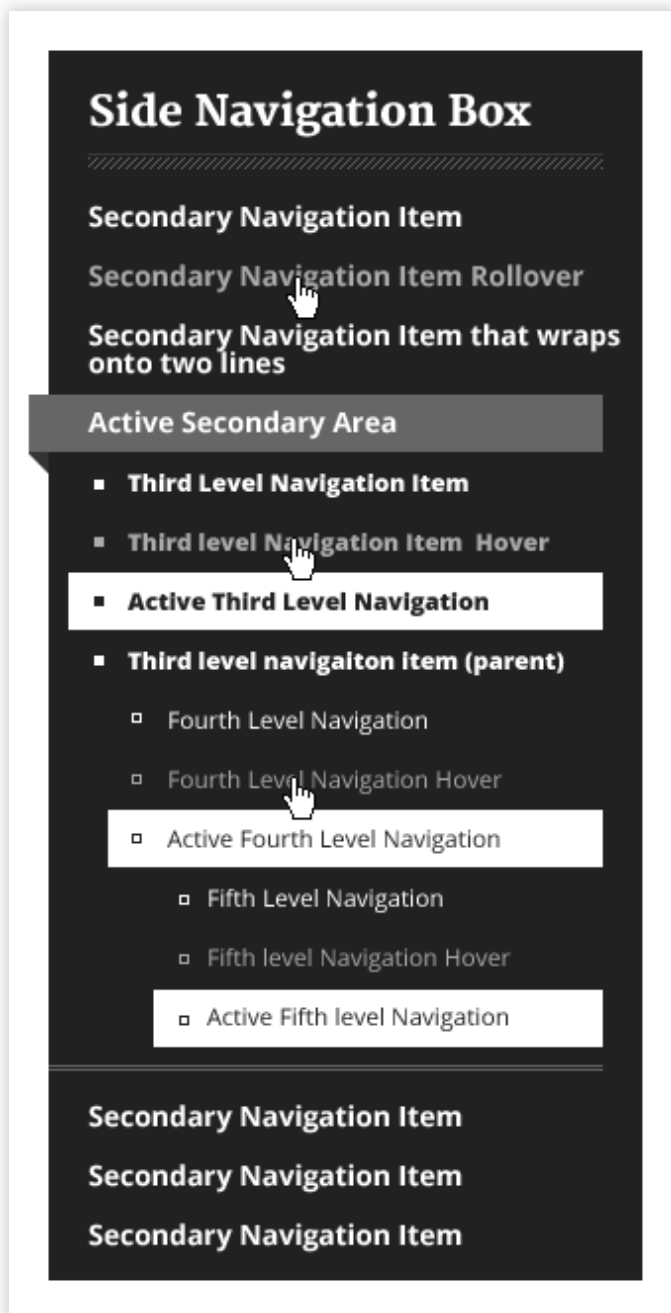 Side Navigation Box
Secondary Navigation Item
Secondary Navigation Item Rollover
Secondary Navigation Item that wraps
onto two lines
Active Secondary Area
Third Level Navigation Item
Third level Navigation Item Hover
Active Third Level Navigation
Third level navigaiton item (parent)
Fourth Level Navigation
Fourth Level Navigation Hover
Active Fourth Level Navigation
Fifth Level Navigation
Fifth level Navigation Hover
Active Fifth level Navigation
Secondary Navigation Item
Secondary Navigation Item
Secondary Navigation Item